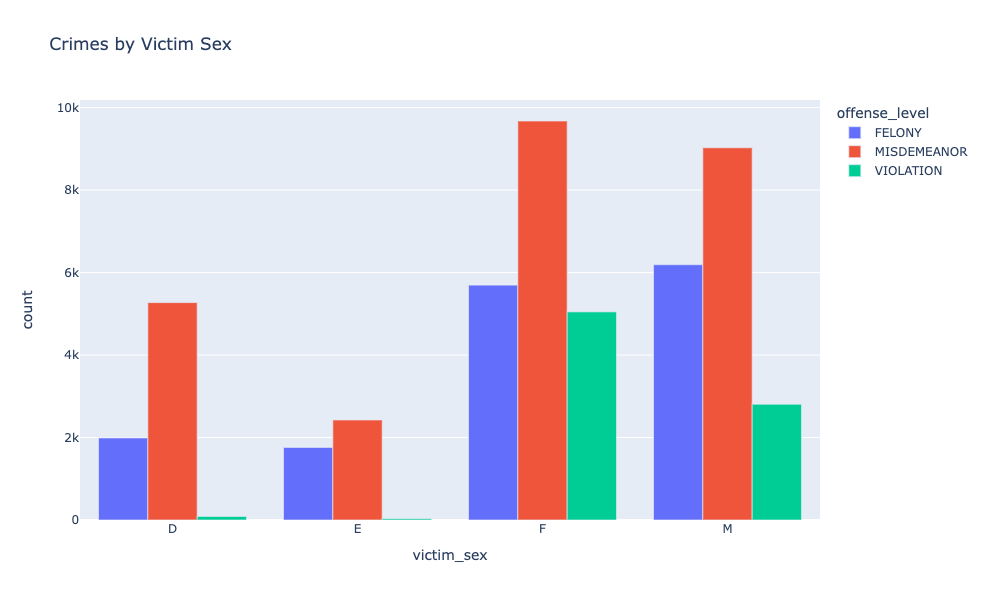 Crimes by Victim Sex
offense_level
FELONY
MISDEMEANOR
VIOLATION
count
10k
8k
6k
4k
2k
0
D E F M
victim_sex